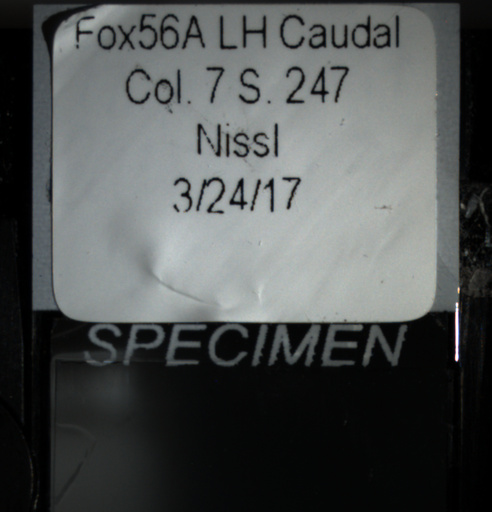 Fox56A LH Caudal
Col. 7 S. 247
Nissl
3/24/17
SPECIMEN